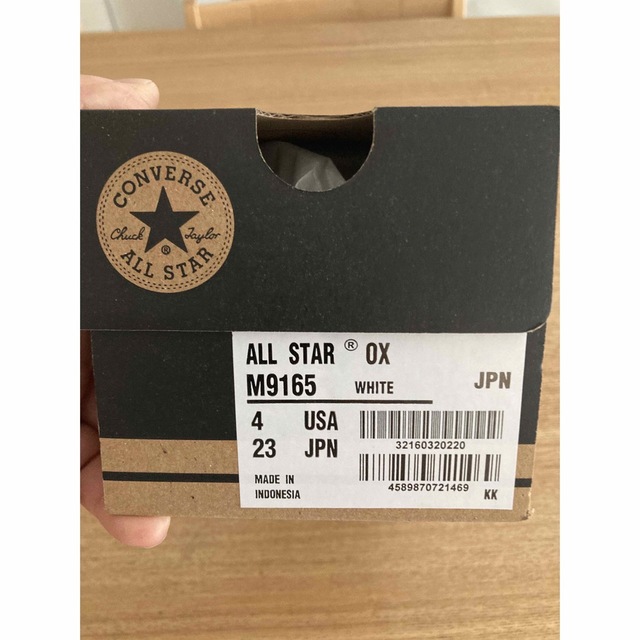 CONVERSE
Chuck Taylor
®
ALL STAR
ALL STAR ® OX
M9165 WHITE JPN
4 USA
23 JPN
32160320220
MADE IN
INDONESIA
4589870721469 KK